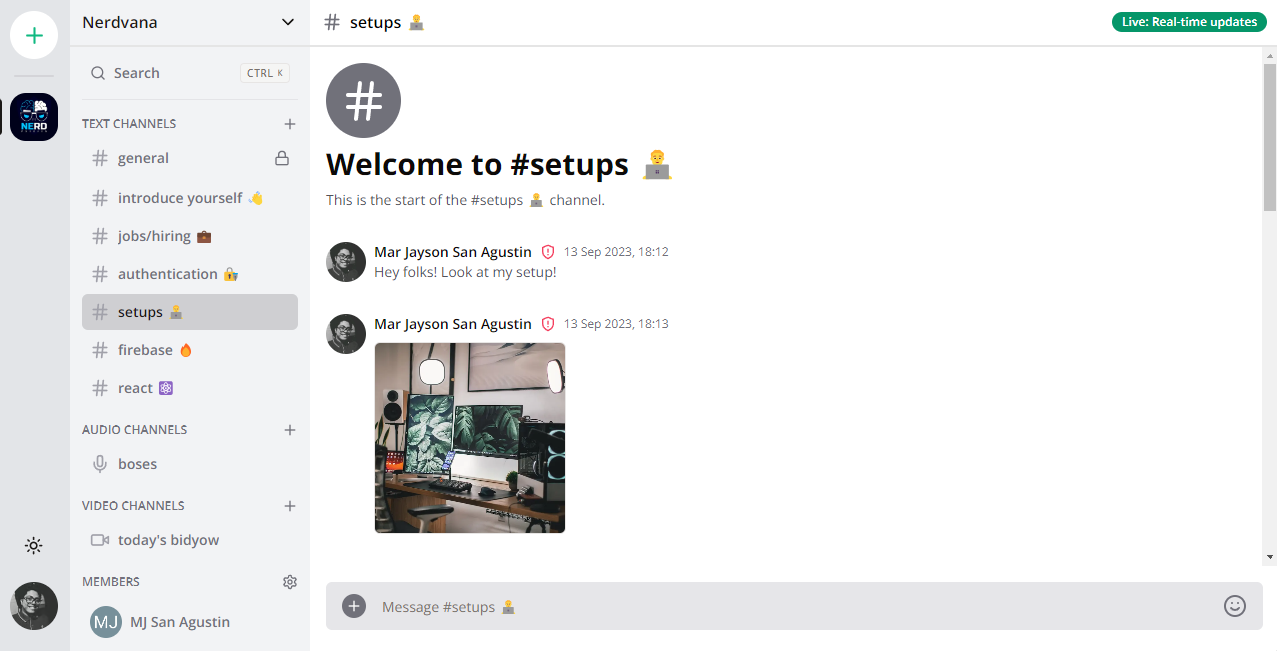 Nerdvana
setups
Live: Real-time updates
Search
CTRL K
NERD
TEXT CHANNELS
general
introduce yourself
jobs/hiring
authentication
setups
firebase
react
AUDIO CHANNELS
boses
VIDEO CHANNELS
today's bidyow
MEMBERS
MJ
MJ San Agustin
Welcome to #setups
This is the start of the #setups channel.
Mar Jayson San Agustin 13 Sep 2023, 18:12
Hey folks! Look at my setup!
Mar Jayson San Agustin 13 Sep 2023, 18:13
Message #setups